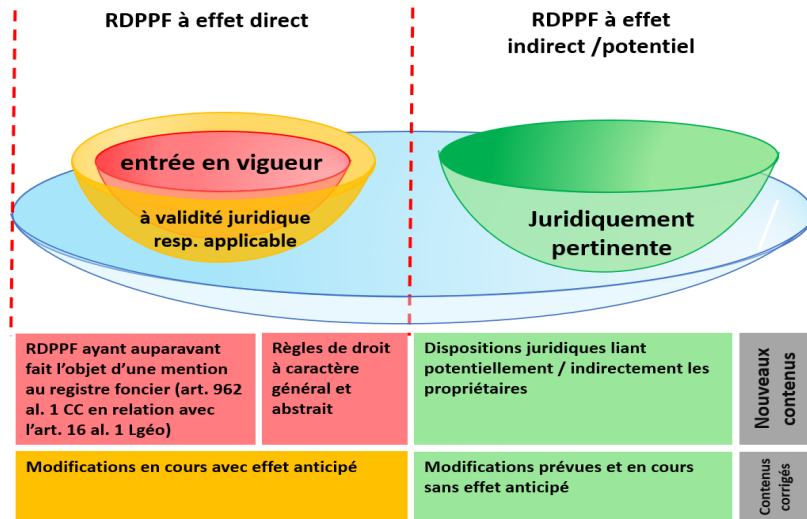 RDPPF à effet direct
RDPPF à effet
indirect /potentiel
entrée en vigueur
à validité juridique
resp. applicable
Juridiquement
pertinente
RDPPF ayant auparavant
fait l'objet d'une mention
au registre foncier (art. 962
al. 1 CC en relation avec
l'art. 16 al. 1 Lgéo)
Règles de droit
à caractère
général et
abstrait
Dispositions juridiques liant
potentiellement / indirectement les
propriétaires
Nouveaux
contenus
Modifications en cours avec effet anticipé
Modifications prévues et en cours
sans effet anticipé
Contenus
corrigés